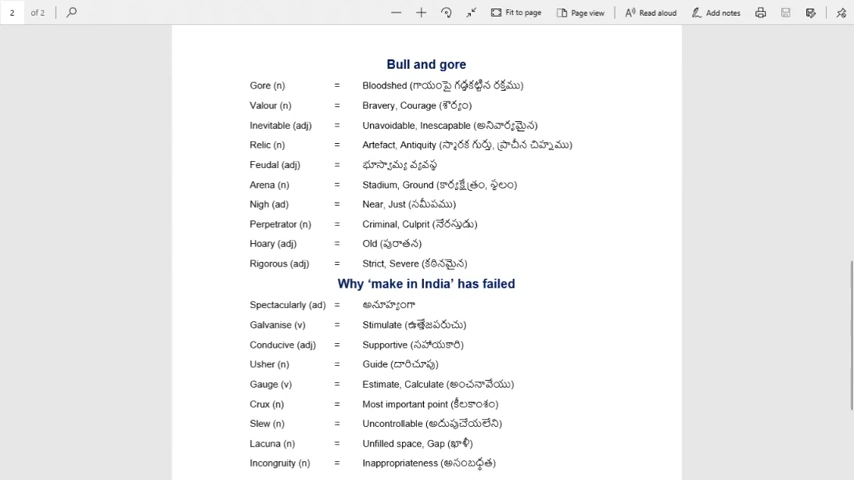 2 of 2 Fit to page Page view Read aloud Add notes
Bull and gore
Gore (n) = Bloodshed (గాయంపై గడ్డకట్టిన రక్తము)
Valour (n) = Bravery, Courage (శౌర్యం)
Inevitable (adj) = Unavoidable, Inescapable (అనివార్యమైన)
Relic (n) = Artefact, Antiquity (స్మారక గుర్తు, ప్రాచీన చిహ్నము)
Feudal (adj) = భూస్వామ్య వ్యవస్థ
Arena (n) = Stadium, Ground (కార్యక్షేత్రం, స్థలం)
Nigh (ad) = Near, Just (సమీపము)
Perpetrator (n) = Criminal, Culprit (నేరస్తుడు)
Hoary (adj) = Old (పురాతన)
Rigorous (adj) = Strict, Severe (కఠినమైన)
Why ‘make in India’ has failed
Spectacularly (ad) = అనూహ్యంగా
Galvanise (v) = Stimulate (ఉత్తేజపరుచు)
Conducive (adj) = Supportive (సహాయకారి)
Usher (n) = Guide (దారిచూపు)
Gauge (v) = Estimate, Calculate (అంచనావేయు)
Crux (n) = Most important point (కీలకాంశం)
Slew (n) = Uncontrollable (అదుపుచేయలేని)
Lacuna (n) = Unfilled space, Gap (ఖాళీ)
Incongruity (n) = Inappropriateness (అసంబద్ధత)